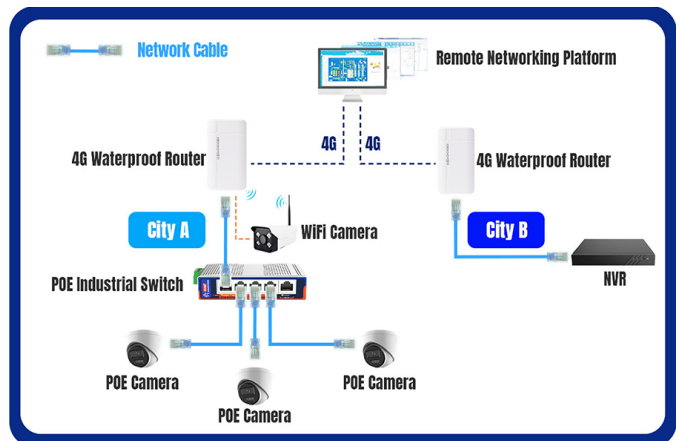 Network Cable
Remote Networking Platform
4G
4G
4G Waterproof Router
4G Waterproof Router
City A
City B
WiFi Camera
POE Industrial Switch
NVR
POE Camera
POE Camera
POE Camera